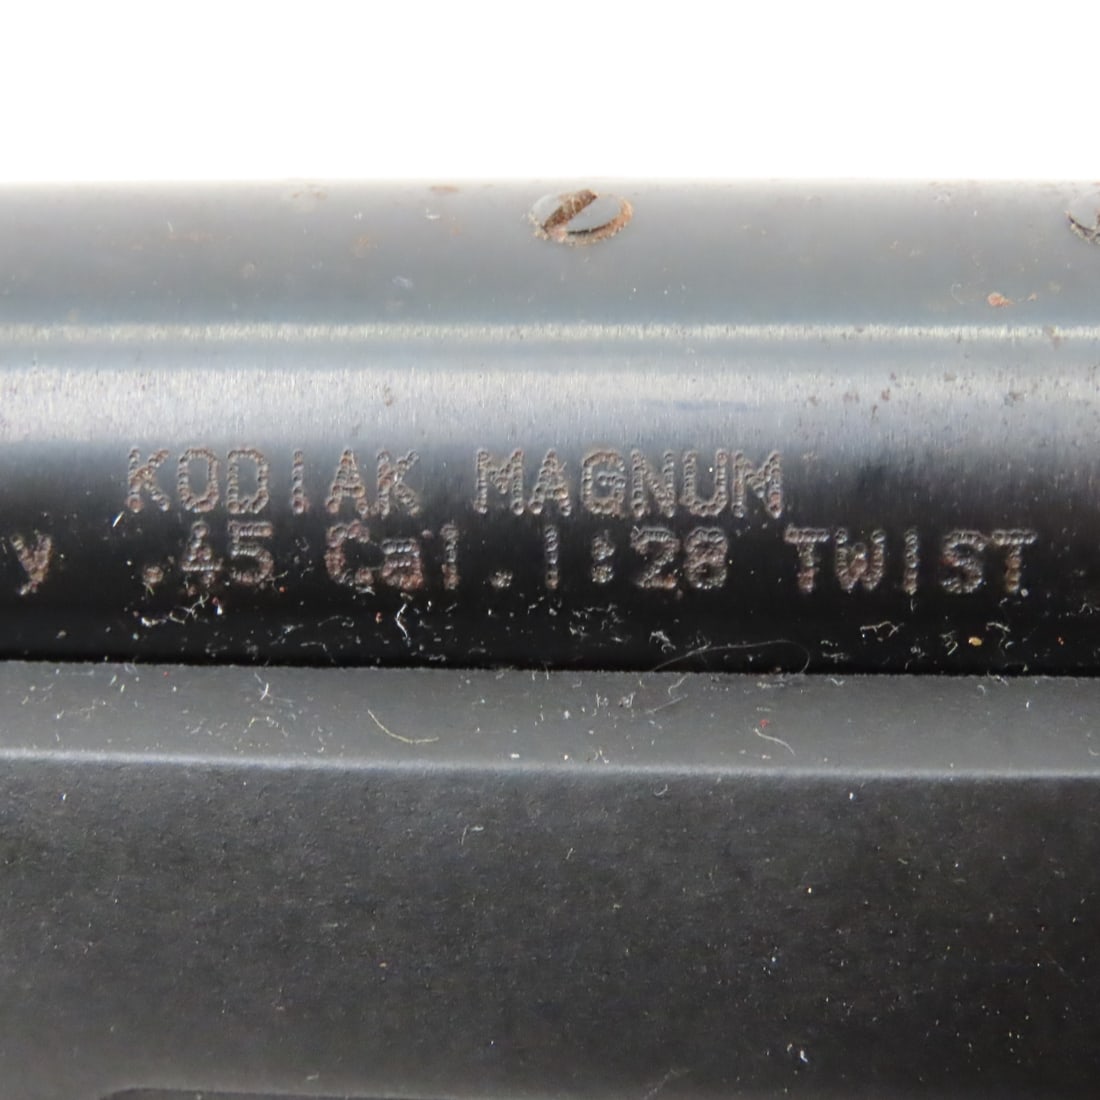 KODIAK MAGNUM
y .45 Cal. 1:28 TWIST